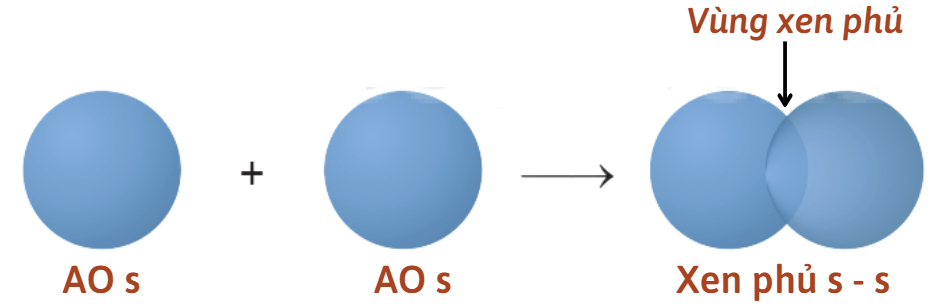 Vùng xen phủ
+
AO s
AO s
Xen phủ s - s